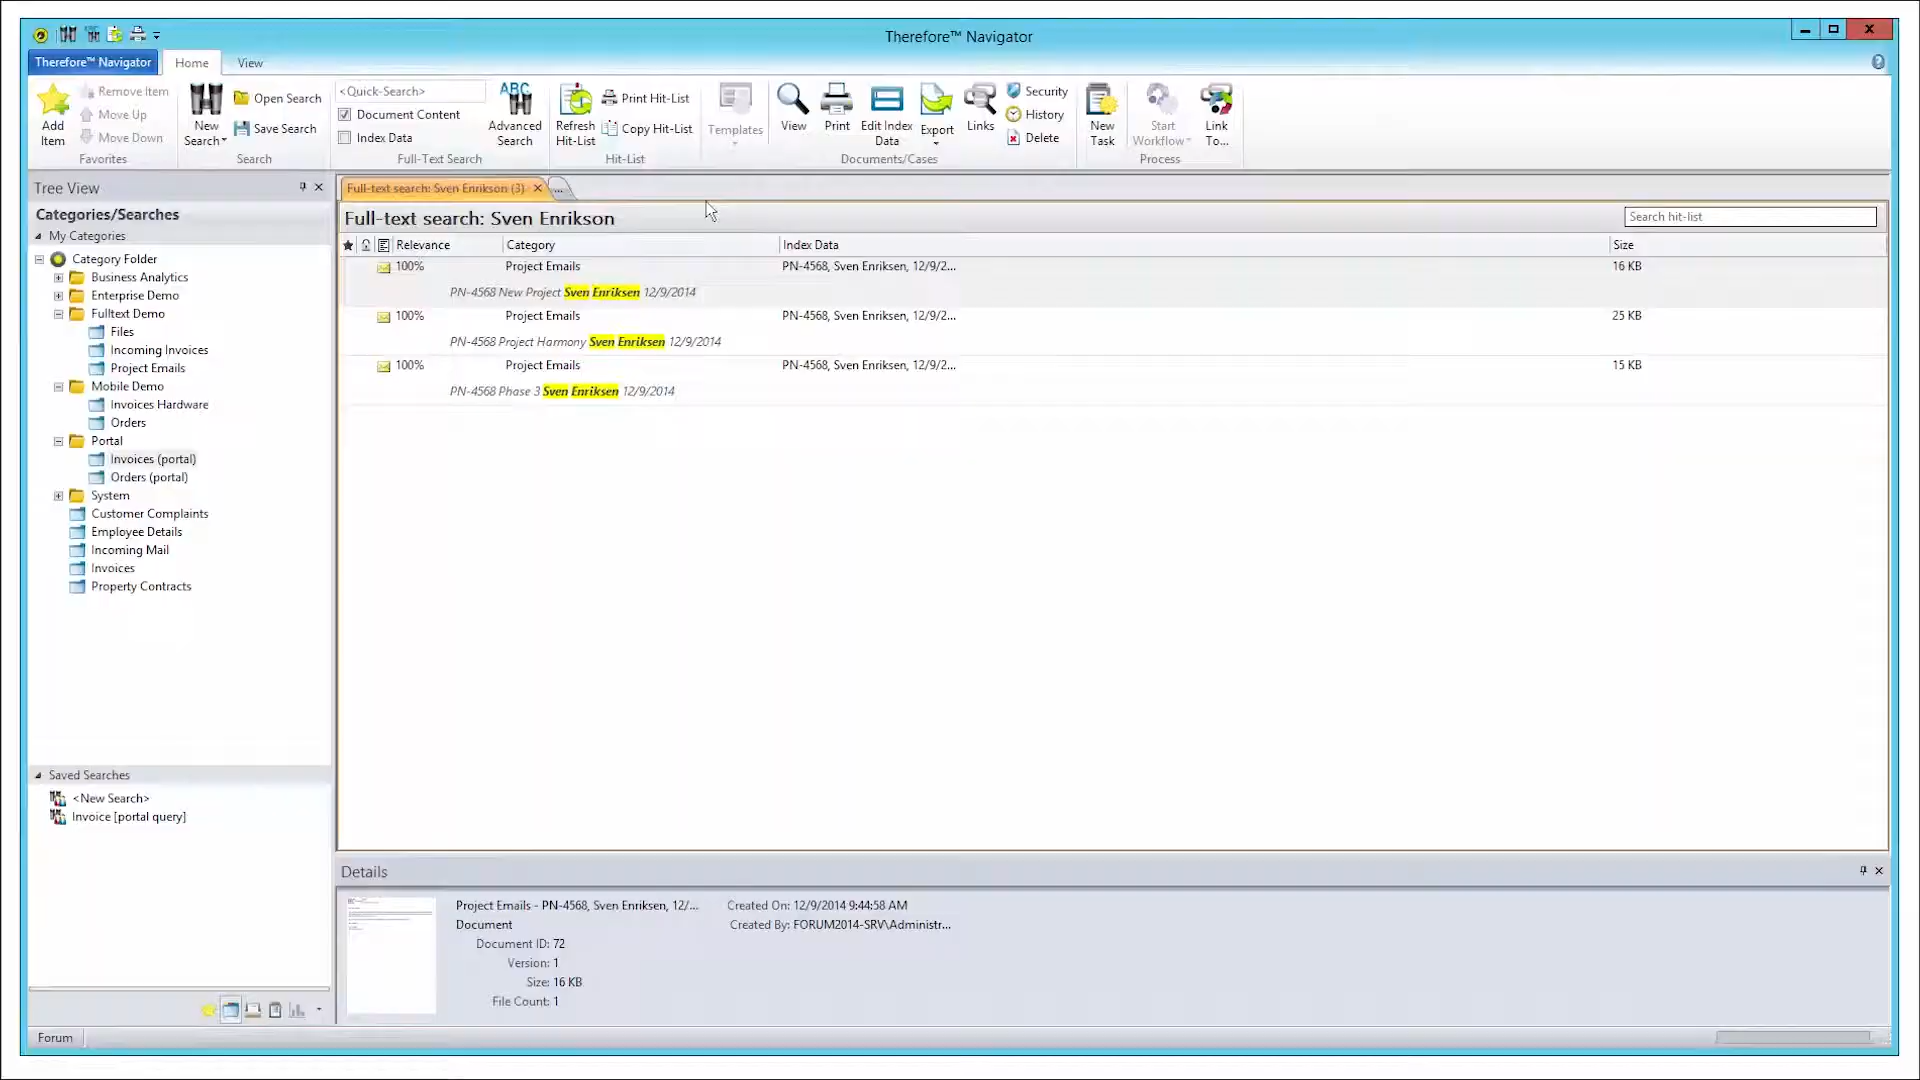 Therefore™ Navigator
Therefore™ Navigator
Home
View
Add Item
Remove Item
Move Up
Move Down
Favorites
New Search
Open Search
Save Search
Search
<Quick-Search>
Document Content
Index Data
Full-Text Search
ABC
Advanced Search
Refresh Hit-List
Print Hit-List
Copy Hit-List
Hit-List
Templates
View
Print
Edit Index Data
Export
Links
Security
History
Delete
Documents/Cases
New Task
Start Workflow
Link To...
Process
Tree View
Categories/Searches
My Categories
Category Folder
Business Analytics
Enterprise Demo
Fulltext Demo
Files
Incoming Invoices
Project Emails
Mobile Demo
Invoices Hardware
Orders
Portal
Invoices (portal)
Orders (portal)
System
Customer Complaints
Employee Details
Incoming Mail
Invoices
Property Contracts
Saved Searches
<New Search>
Invoice [portal query]
Full-text search: Sven Enrikson (3)
...
Full-text search: Sven Enrikson
Search hit-list
Relevance Category Index Data Size
100% Project Emails PN-4568, Sven Enriksen, 12/9/2... 16 KB
PN-4568 New Project Sven Enriksen 12/9/2014
100% Project Emails PN-4568, Sven Enriksen, 12/9/2... 25 KB
PN-4568 Project Harmony Sven Enriksen 12/9/2014
100% Project Emails PN-4568, Sven Enriksen, 12/9/2... 15 KB
PN-4568 Phase 3 Sven Enriksen 12/9/2014
Details
Project Emails - PN-4568, Sven Enriksen, 12/...
Document
Document ID: 72
Version: 1
Size: 16 KB
File Count: 1
Created On: 12/9/2014 9:44:58 AM
Created By: FORUM2014-SRV\Administr...
Forum